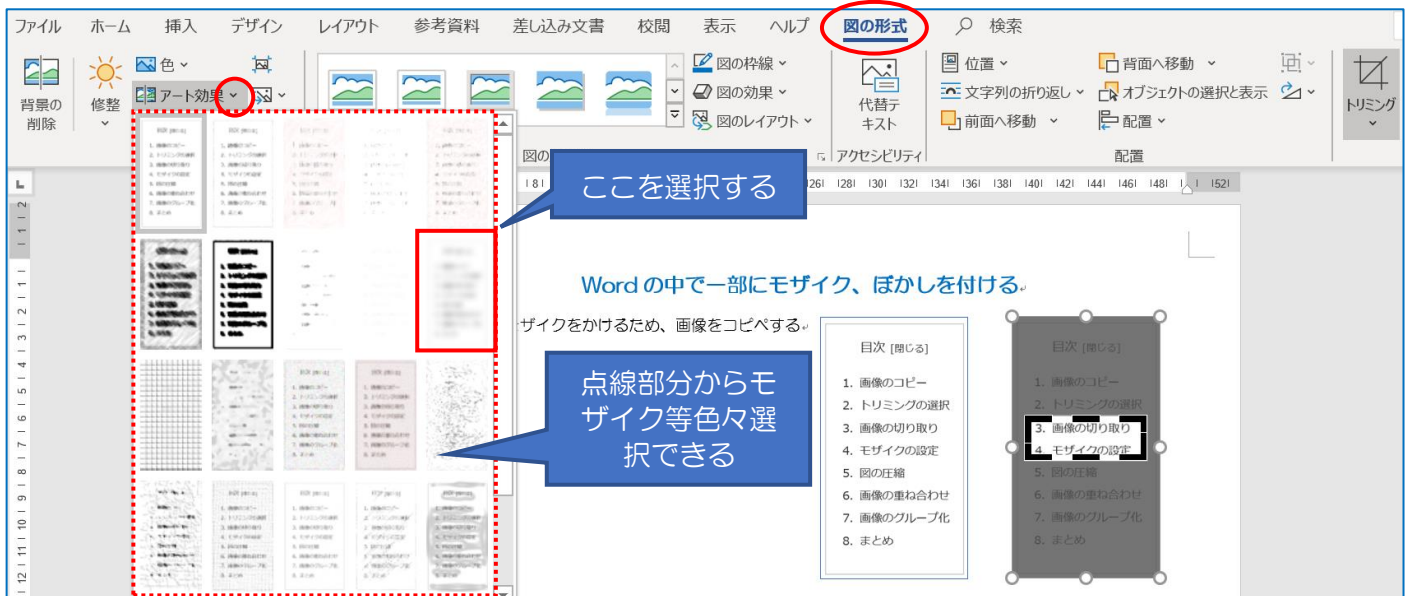 ファイル ホーム 挿入 デザイン レイアウト 参考資料 差し込み文書 校閲 表示 ヘルプ 図の形式 検索
背景の
削除
修整
色
アート効果
図の枠線
図の効果
図のレイアウト
代替テ
キスト
位置
文字列の折り返し
前面へ移動
背面へ移動
オブジェクトの選択と表示
配置
トリミング
図の
アクセシビリティ
配置
ここを選択する
|8| |26| |28| |30| |32| |34| |36| |38| |40| |42| |44| |46| |48| |52|
Word の中で一部にモザイク、ぼかしを付ける
ザイクをかけるため、画像をコピペする
点線部分からモ
ザイク等色々選
択できる
目次 [閉じる]
1. 画像のコピー
2. トリミングの選択
3. 画像の切り取り
4. モザイクの設定
5. 図の圧縮
6. 画像の重ね合わせ
7. 画像のグループ化
8. まとめ
目次 [閉じる]
1. 画像のコピー
2. トリミングの選択
3. 画像の切り取り
4. モザイクの設定
5. 図の圧縮
6. 画像の重ね合わせ
7. 画像のグループ化
8. まとめ